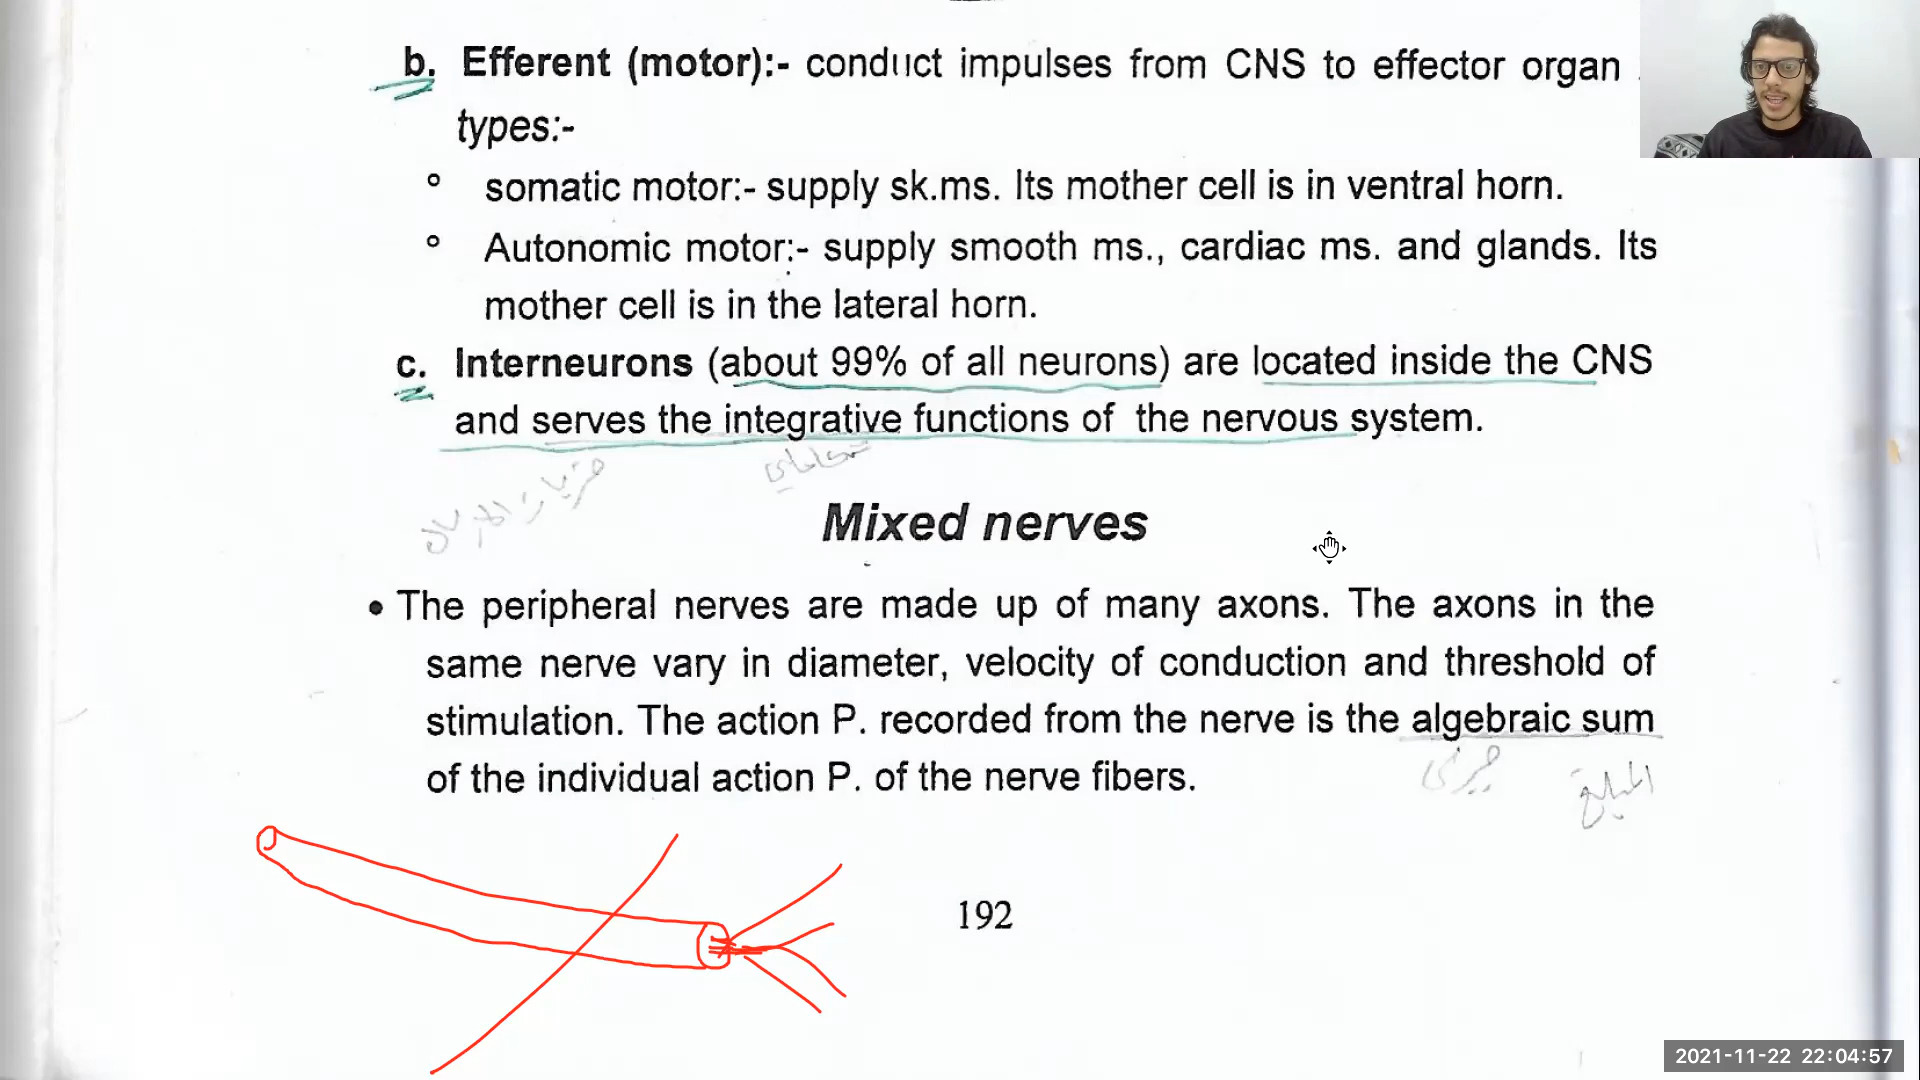 b. Efferent (motor):- conduct impulses from CNS to effector organ
types:-
° somatic motor:- supply sk.ms. Its mother cell is in ventral horn.
° Autonomic motor:- supply smooth ms., cardiac ms. and glands. Its
mother cell is in the lateral horn.
c. Interneurons (about 99% of all neurons) are located inside the CNS
and serves the integrative functions of the nervous system.
تكاملي
Mixed nerves
• The peripheral nerves are made up of many axons. The axons in the
same nerve vary in diameter, velocity of conduction and threshold of
stimulation. The action P. recorded from the nerve is the algebraic sum
of the individual action P. of the nerve fibers.
جبرى
192
2021-11-22 22:04:57